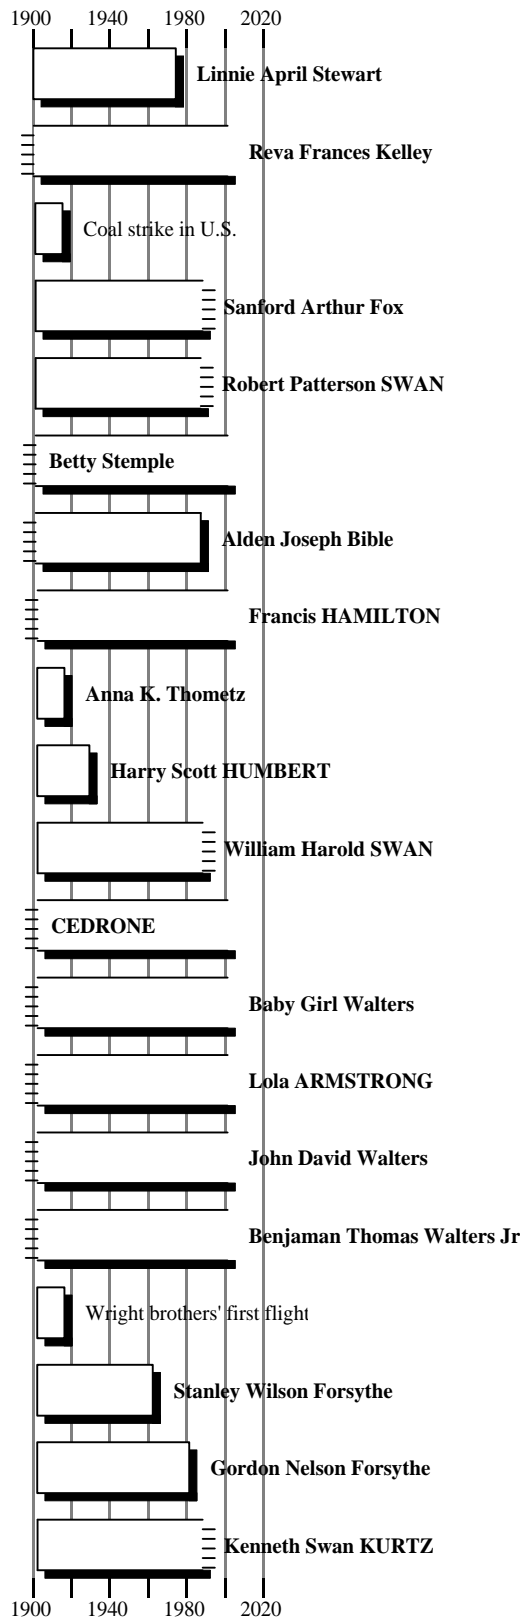 1900 1940 1980 2020
Linnie April Stewart
Reva Frances Kelley
Coal strike in U.S.
Sanford Arthur Fox
Robert Patterson SWAN
Betty Stemple
Alden Joseph Bible
Francis HAMILTON
Anna K. Thometz
Harry Scott HUMBERT
William Harold SWAN
CEDRONE
Baby Girl Walters
Lola ARMSTRONG
John David Walters
Benjaman Thomas Walters Jr
Wright brothers' first flight
Stanley Wilson Forsythe
Gordon Nelson Forsythe
Kenneth Swan KURTZ
1900 1940 1980 2020